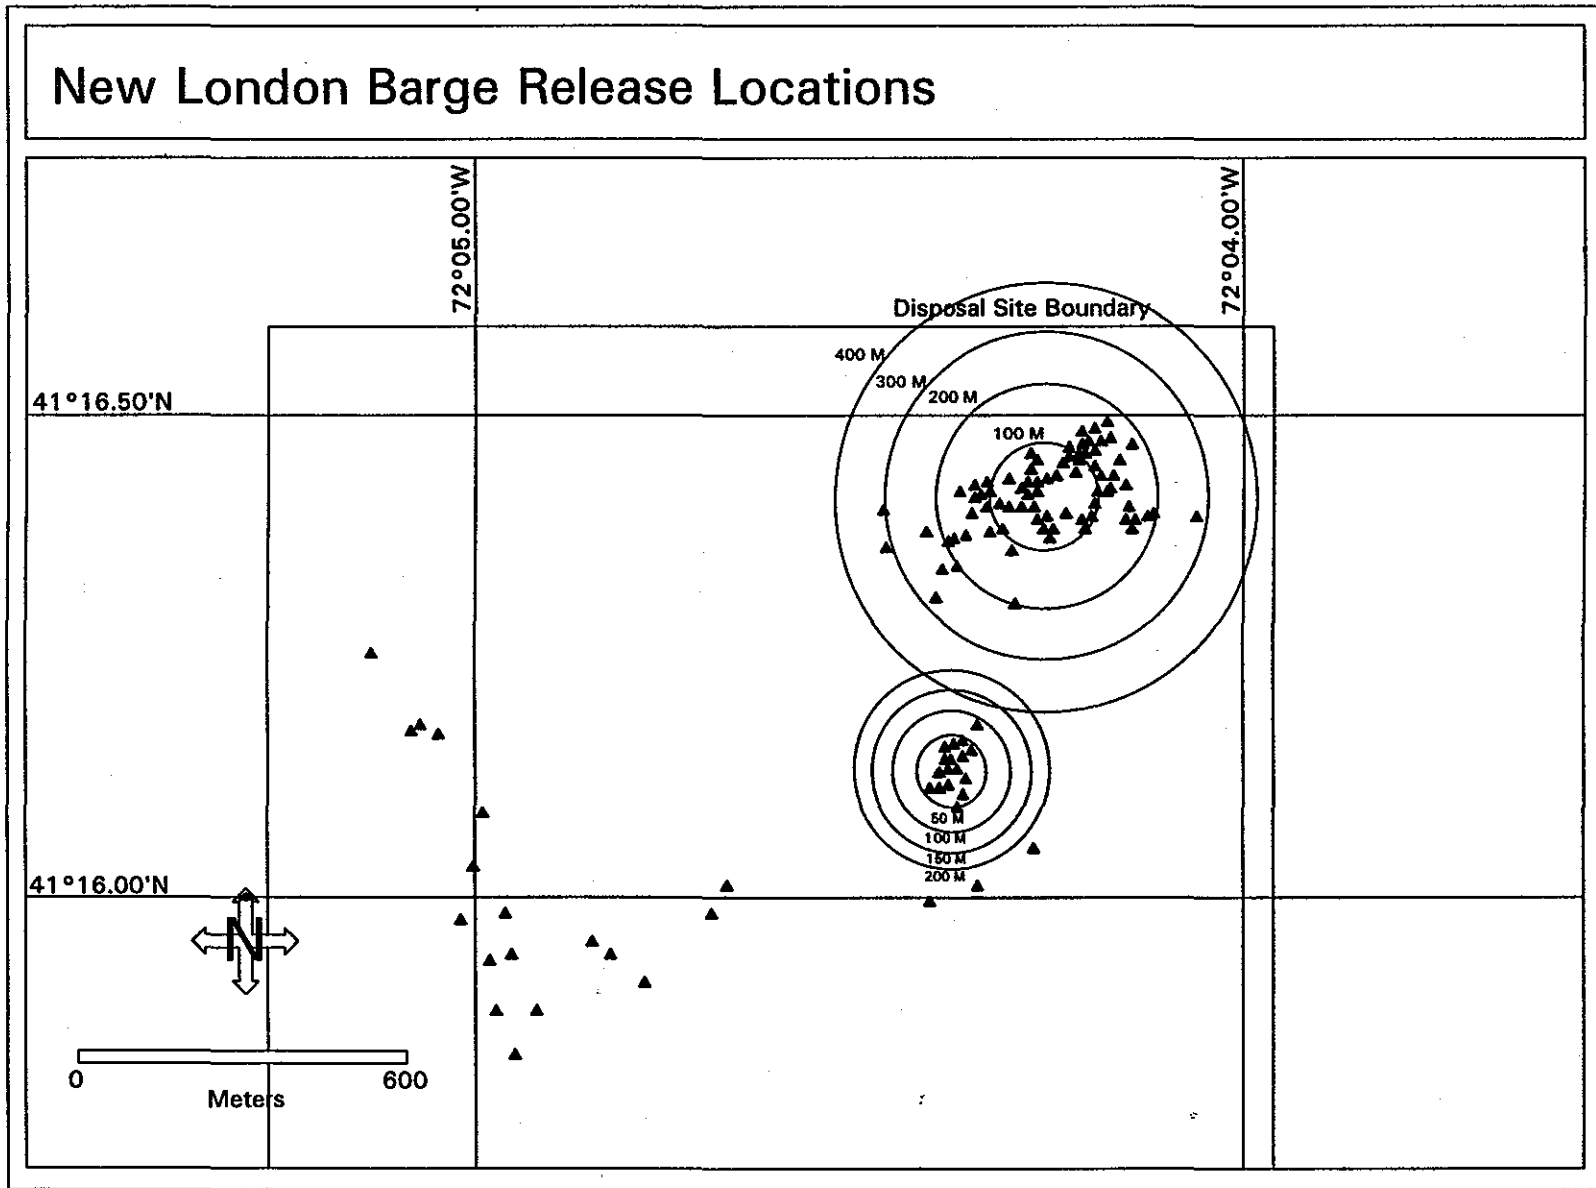 New London Barge Release Locations
72°05.00'W
72°04.00'W
Disposal Site Boundary
400 M
300 M
200 M
41°16.50'N
100 M
50 M
100 M
150 M
200 M
41°16.00'N
N
0
600
Meters